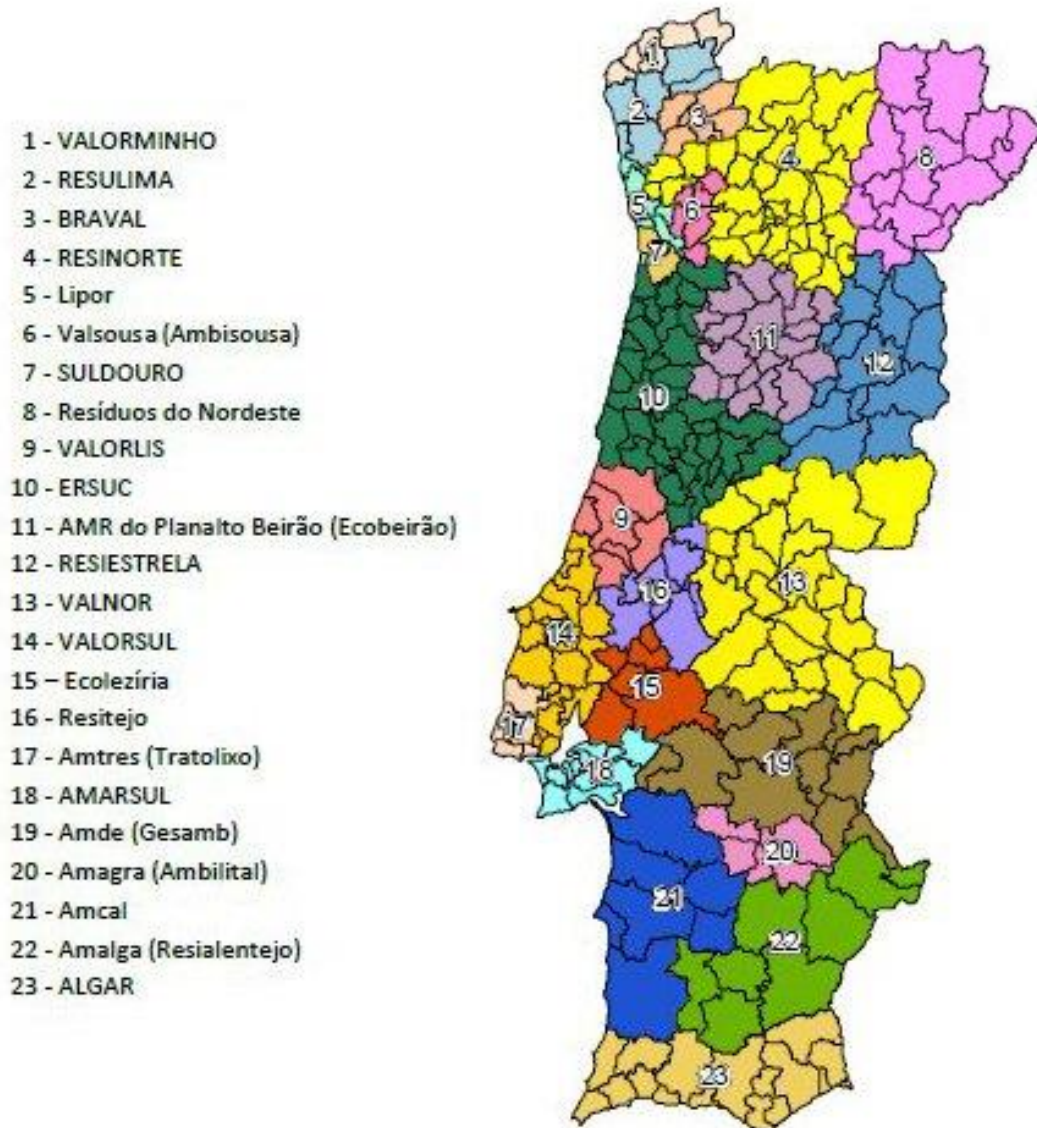 1 - VALORMINHO
2 - RESULIMA
3 - BRAVAL
4 - RESINORTE
5 - Lipor
6 - Valsousa (Ambisousa)
7 - SULDOURO
8 - Resíduos do Nordeste
9 - VALORLIS
10 - ERSUC
11 - AMR do Planalto Beirão (Ecobeirão)
12 - RESIESTRELA
13 - VALNOR
14 - VALORSUL
15 – Ecolezíria
16 - Resitejo
17 - Amtres (Tratolixo)
18 - AMARSUL
19 - Amde (Gesamb)
20 - Amagra (Ambilital)
21 - Amcal
22 - Amalga (Resialentejo)
23 - ALGAR
1
2
3
4
8
5
6
7
11
12
10
9
13
16
14
15
17
18
19
20
21
22
23